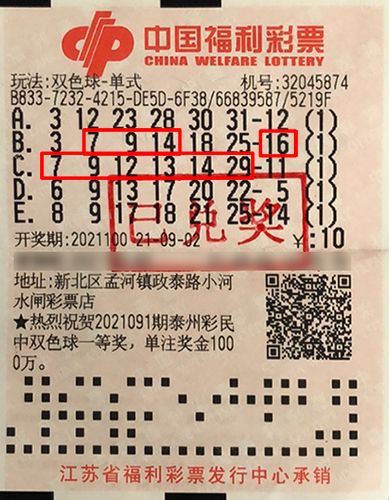 中国福利彩票
CHINA WELFARE LOTTERY
玩法:双色球-单式 机号:32045874
B833-7232-4215-DE5D-6F38/66839587/5219F
A. 3 12 23 28 30 31-12 (1)
B. 3 7 9 14 18 25-16 (1)
C. 7 9 12 13 14 29-11 (1)
D. 6 9 13 17 20 22- 5 (1)
E. 8 9 17 18 21 25-14 (1)
已兑奖
开奖期:2021100 21-09-02 ¥:10
地址:新北区孟河镇政泰路小河
水闸彩票店
★热烈祝贺2021091期泰州彩民
中双色球一等奖,单注奖金100
0万。
江苏省福利彩票发行中心承销